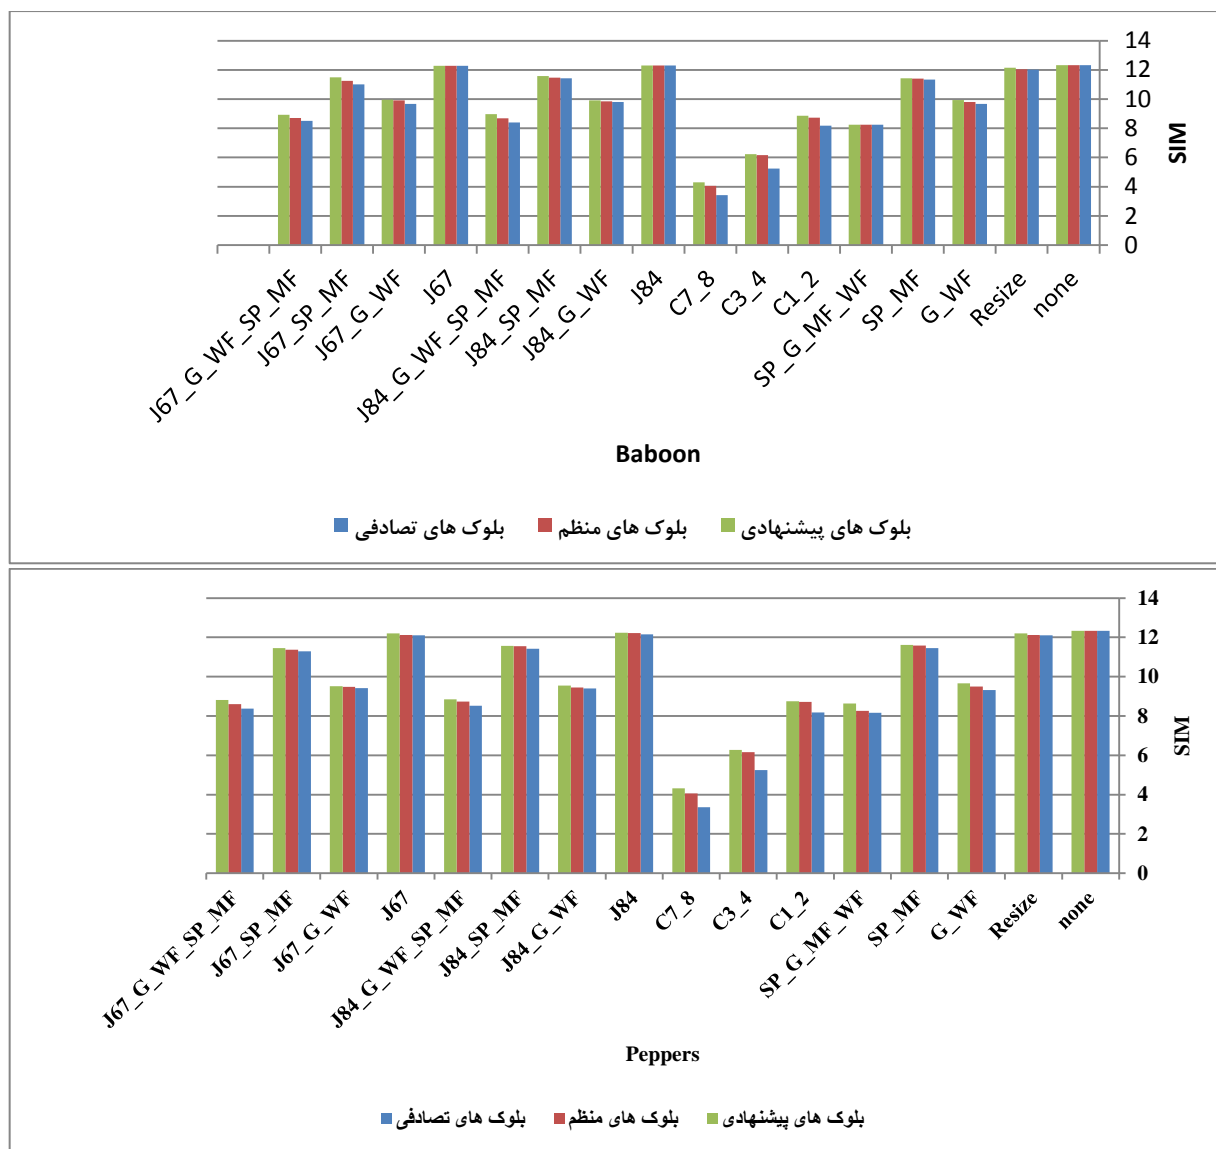 14
12
10
8
6
4
2
0
SIM
J67_G_WF_SP_MF
J67_SP_MF
J67_G_WF
J67
J84_G_WF_SP_MF
J84_SP_MF
J84_G_WF
J84
C7_8
C3_4
C1_2
SP_G_MF_WF
SP_MF
G_WF
Resize
none
Baboon
بلوک های تصادفی بلوک های منظم بلوک های پیشنهادی
14
12
10
8
6
4
2
0
SIM
J67_G_WF_SP_MF
J67_SP_MF
J67_G_WF
J67
J84_G_WF_SP_MF
J84_SP_MF
J84_G_WF
J84
C7_8
C3_4
C1_2
SP_G_MF_WF
SP_MF
G_WF
Resize
none
Peppers
بلوک های تصادفی بلوک های منظم بلوک های پیشنهادی